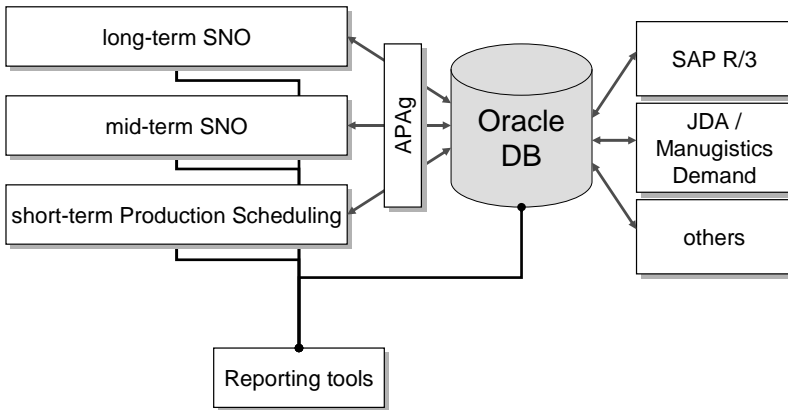 long-term SNO
mid-term SNO
short-term Production Scheduling
APAg
Oracle
DB
SAP R/3
JDA /
Manugistics
Demand
others
Reporting tools